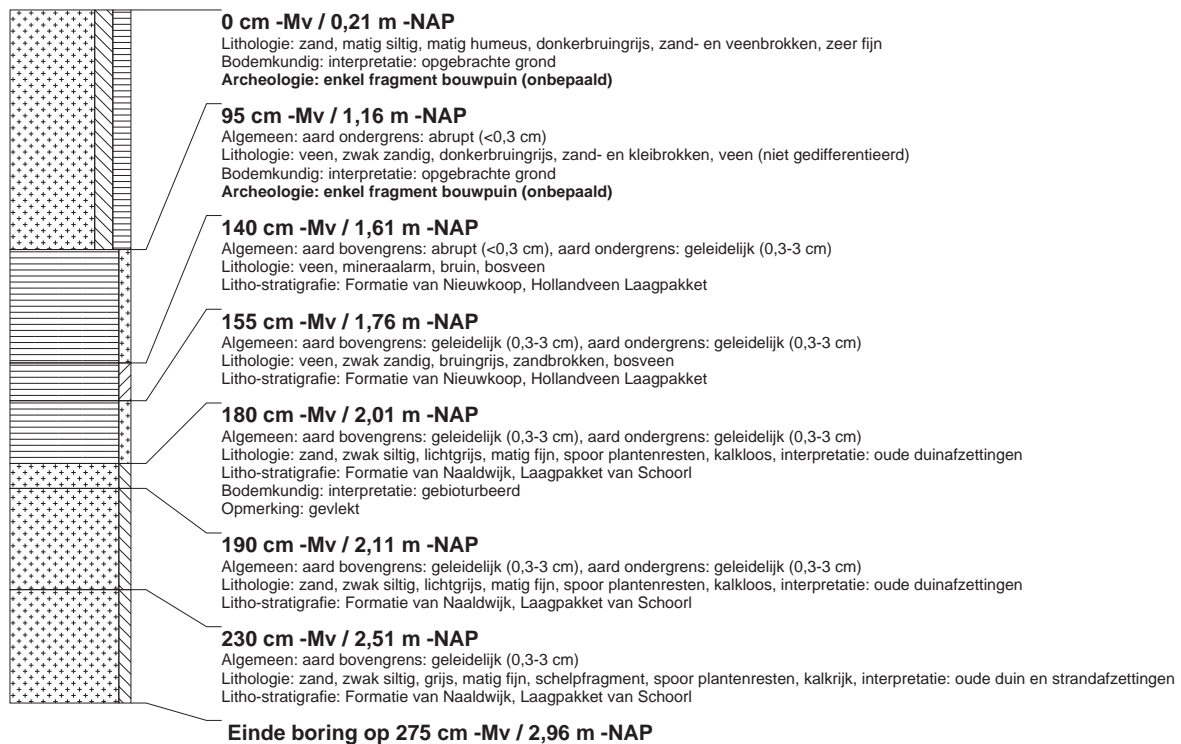 0 cm -Mv / 0,21 m -NAP
Lithologie: zand, matig siltig, matig humeus, donkerbruingrijs, zand- en veenbrokken, zeer fijn
Bodemkundig: interpretatie: opgebrachte grond
Archeologie: enkel fragment bouwpuin (onbepaald)
95 cm -Mv / 1,16 m -NAP
Algemeen: aard ondergrens: abrupt (<0,3 cm)
Lithologie: veen, zwak zandig, donkerbruingrijs, zand- en kleibrokken, veen (niet gedifferentieerd)
Bodemkundig: interpretatie: opgebrachte grond
Archeologie: enkel fragment bouwpuin (onbepaald)
140 cm -Mv / 1,61 m -NAP
Algemeen: aard bovengrens: abrupt (<0,3 cm), aard ondergrens: geleidelijk (0,3-3 cm)
Lithologie: veen, mineraalarm, bruin, bosveen
Litho-stratigrafie: Formatie van Nieuwkoop, Hollandveen Laagpakket
155 cm -Mv / 1,76 m -NAP
Algemeen: aard bovengrens: geleidelijk (0,3-3 cm), aard ondergrens: geleidelijk (0,3-3 cm)
Lithologie: veen, zwak zandig, bruingrijs, zandbrokken, bosveen
Litho-stratigrafie: Formatie van Nieuwkoop, Hollandveen Laagpakket
180 cm -Mv / 2,01 m -NAP
Algemeen: aard bovengrens: geleidelijk (0,3-3 cm), aard ondergrens: geleidelijk (0,3-3 cm)
Lithologie: zand, zwak siltig, lichtgrijs, matig fijn, spoor plantenresten, kalkloos, interpretatie: oude duinafzettingen
Litho-stratigrafie: Formatie van Naaldwijk, Laagpakket van Schoorl
Bodemkundig: interpretatie: gebioturbeerd
Opmerking: gevlekt
190 cm -Mv / 2,11 m -NAP
Algemeen: aard bovengrens: geleidelijk (0,3-3 cm), aard ondergrens: geleidelijk (0,3-3 cm)
Lithologie: zand, zwak siltig, lichtgrijs, matig fijn, spoor plantenresten, kalkloos, interpretatie: oude duinafzettingen
Litho-stratigrafie: Formatie van Naaldwijk, Laagpakket van Schoorl
230 cm -Mv / 2,51 m -NAP
Algemeen: aard bovengrens: geleidelijk (0,3-3 cm)
Lithologie: zand, zwak siltig, grijs, matig fijn, schelpfragment, spoor plantenresten, kalkrijk, interpretatie: oude duin en strandafzettingen
Litho-stratigrafie: Formatie van Naaldwijk, Laagpakket van Schoorl
Einde boring op 275 cm -Mv / 2,96 m -NAP